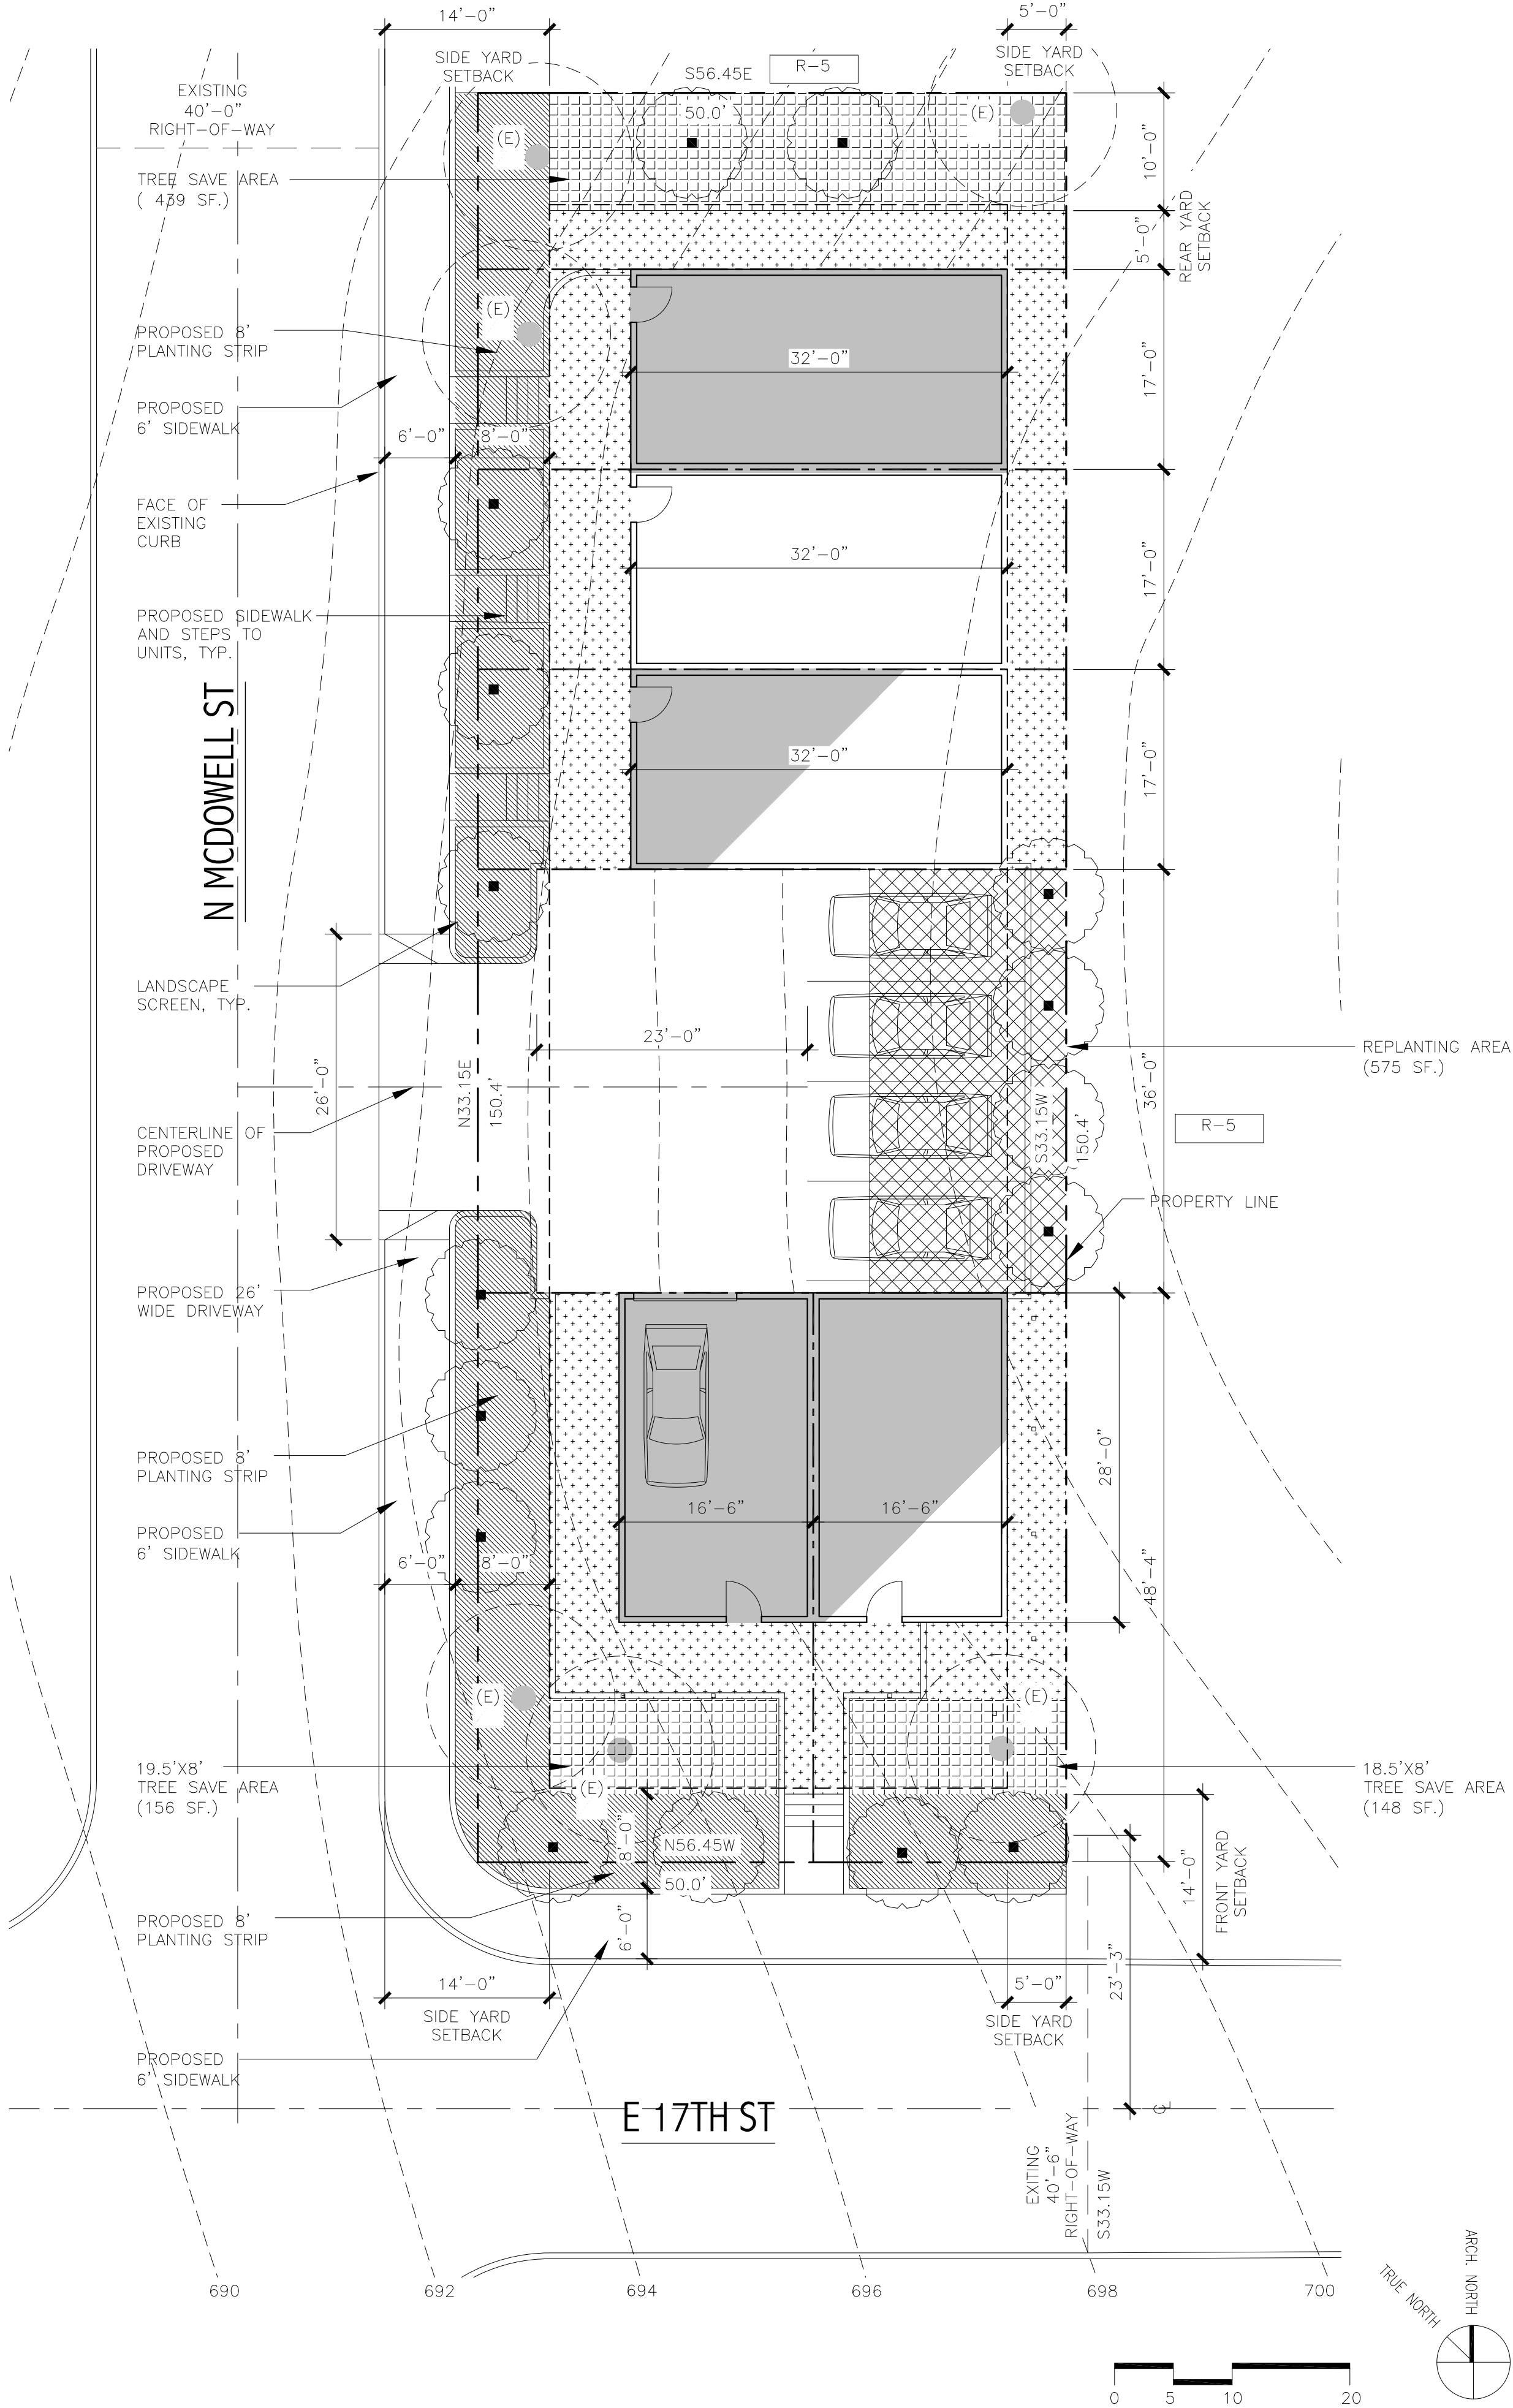 14'-0"
5'-0"
SIDE YARD
SETBACK
SIDE YARD
SETBACK
S56.45E
R-5
EXISTING
40'-0"
RIGHT-OF-WAY
50.0'
(E)
(E)
10'-0"
TREE SAVE AREA
( 439 SF.)
5'-0"
REAR YARD
SETBACK
(E)
PROPOSED 8'
PLANTING STRIP
32'-0"
17'-0"
PROPOSED
6' SIDEWALK
6'-0"
8'-0"
FACE OF
EXISTING
CURB
32'-0"
17'-0"
PROPOSED SIDEWALK
AND STEPS TO
UNITS, TYP.
N MCDOWELL ST
32'-0"
17'-0"
LANDSCAPE
SCREEN, TYP.
23'-0"
REPLANTING AREA
(575 SF.)
26'-0"
N33.15E
150.4'
S33.15W
150.4'
36'-0"
R-5
CENTERLINE OF
PROPOSED
DRIVEWAY
PROPERTY LINE
PROPOSED 26'
WIDE DRIVEWAY
PROPOSED 8'
PLANTING STRIP
28'-0"
16'-6"
16'-6"
PROPOSED
6' SIDEWALK
6'-0"
8'-0"
48'-4"
(E)
(E)
19.5'X8'
TREE SAVE AREA
(156 SF.)
(E)
18.5'X8'
TREE SAVE AREA
(148 SF.)
8'-0"
N56.45W
50.0'
14'-0"
FRONT YARD
SETBACK
PROPOSED 8'
PLANTING STRIP
6'-0"
23'-3"
14'-0"
5'-0"
SIDE YARD
SETBACK
SIDE YARD
SETBACK
PROPOSED
6' SIDEWALK
E 17TH ST
CL
EXITING
40'-6"
RIGHT-OF-WAY
S33.15W
690
692
694
696
698
700
TRUE NORTH
ARCH. NORTH
0
5
10
20